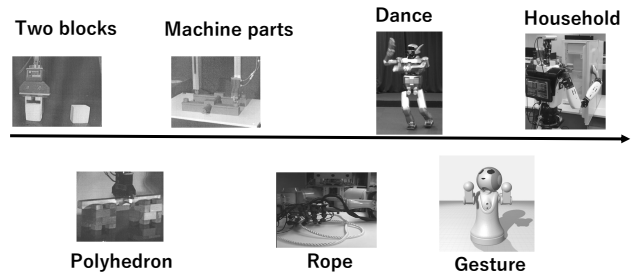 Two blocks
Machine parts
Dance
Household
Polyhedron
Rope
Gesture